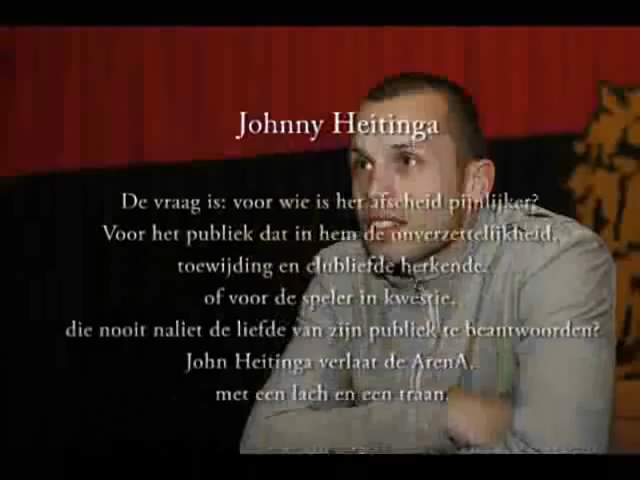 Johnny Heitinga
De vraag is: voor wie is het afscheid pijnlijker?
Voor het publiek dat in hem de onverzettelijkheid,
toewijding en clubliefde herkende.
of voor de speler in kwestie,
die nooit naliet de liefde van zijn publiek te beantwoorden?
John Heitinga verlaat de ArenA,
met een lach en een traan.